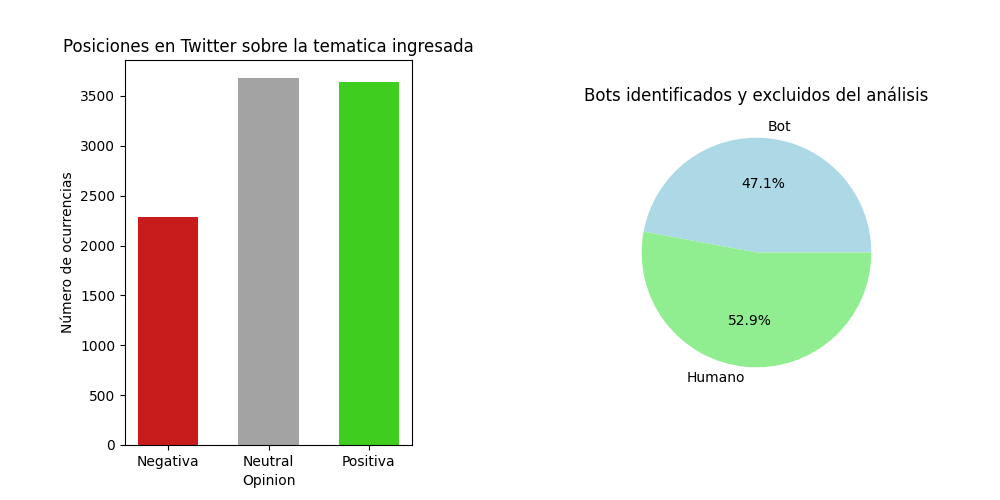 Posiciones en Twitter sobre la tematica ingresada
Número de ocurrencias
3500
3000
2500
2000
1500
1000
500
0
Negativa
Neutral
Positiva
Opinion
Bots identificados y excluidos del análisis
Bot
47.1%
52.9%
Humano